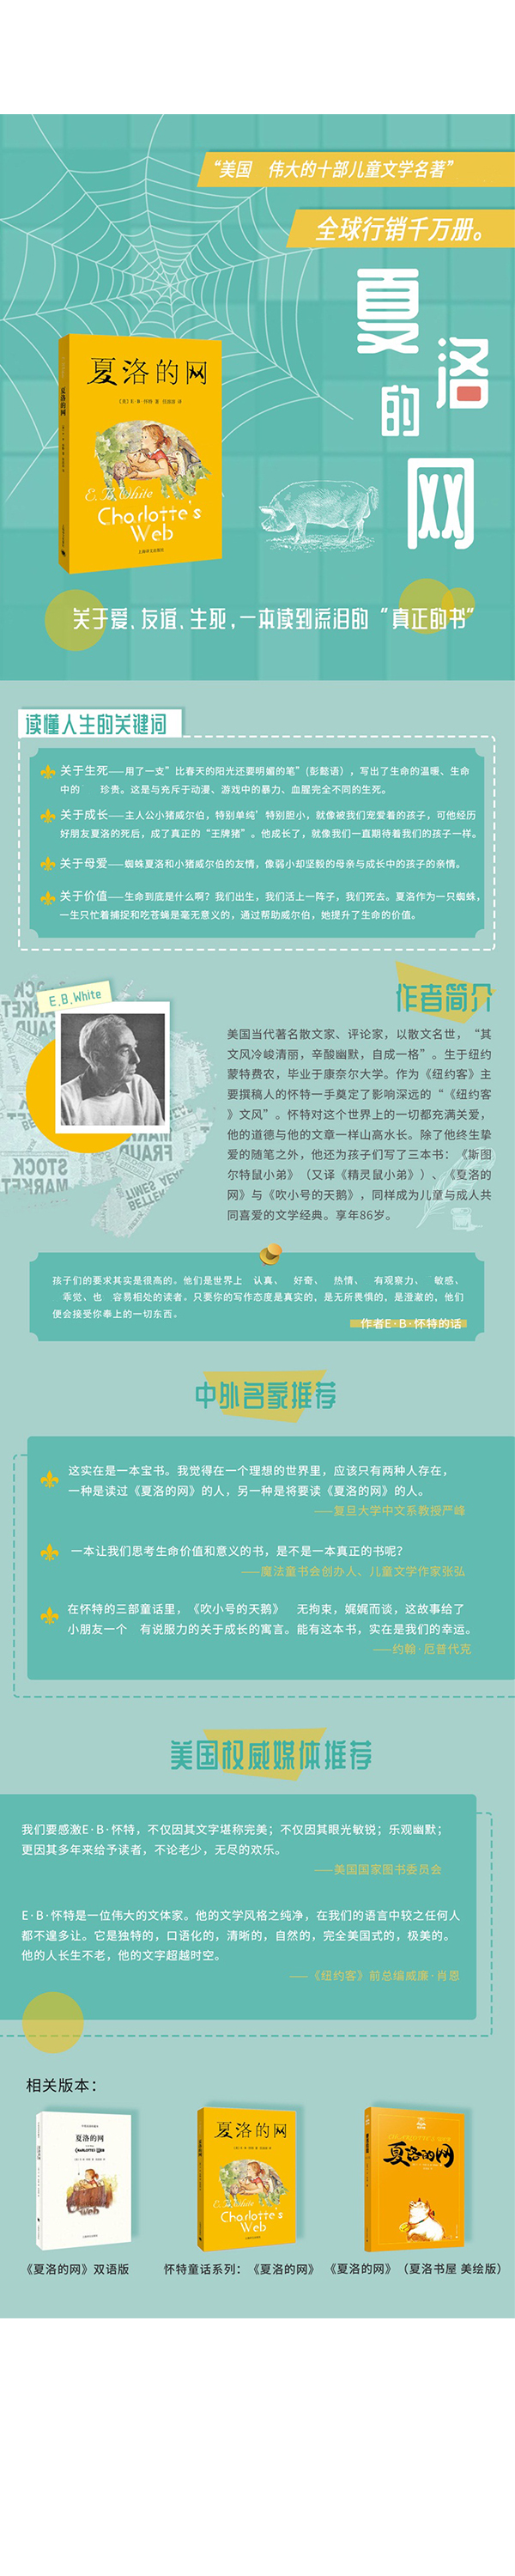 “美国 伟大的十部儿童文学名著”
全球行销千万册。
夏洛的网
夏洛的网
夏洛的网
[美] E·B·怀特 著 任溶溶 译
E.B.White
Charlotte's
Web
上海译文出版社
关于爱、友谊、生死，一本读到流泪的“真正的书”
读懂人生的关键词
关于生死——用了一支”比春天的阳光还要明媚的笔”(彭懿语），写出了生命的温暖、生命
中的 珍贵。这是与充斥于动漫、游戏中的暴力、血腥完全不同的生死。
关于成长——主人公小猪威尔伯，特别单纯’特别胆小，就像被我们宠爱着的孩子，可他经历
好朋友夏洛的死后，成了真正的“王牌猪”。他成长了，就像我们一直期待着我们的孩子一样。
关于母爱——蜘蛛夏洛和小猪威尔伯的友情，像弱小却坚毅的母亲与成长中的孩子的亲情。
关于价值——生命到底是什么啊？我们出生，我们活上一阵子，我们死去。夏洛作为一只蜘蛛，
一生只忙着捕捉和吃苍蝇是毫无意义的，通过帮助威尔伯，她提升了生命的价值。
作者简介
E.B.White
美国当代著名散文家、评论家，以散文名世，“其
文风冷峻清丽，辛酸幽默，自成一格”。生于纽约
蒙特费农，毕业于康奈尔大学。作为《纽约客》主
要撰稿人的怀特一手奠定了影响深远的“《纽约客
》文风”。怀特对这个世界上的一切都充满关爱，
他的道德与他的文章一样山高水长。除了他终生挚
爱的随笔之外，他还为孩子们写了三本书：《斯图
尔特鼠小弟》（又译《精灵鼠小弟》）、《夏洛的
网》与《吹小号的天鹅》，同样成为儿童与成人共
同喜爱的文学经典。享年86岁。
孩子们的要求其实是很高的。他们是世界上 认真、 好奇、 热情、 有观察力、 敏感、
乖觉、也 容易相处的读者。只要你的写作态度是真实的，是无所畏惧的，是澄澈的，他们
便会接受你奉上的一切东西。
作者E·B·怀特的话
中外名家推荐
这实在是一本宝书。我觉得在一个理想的世界里，应该只有两种人存在，
一种是读过《夏洛的网》的人，另一种是将要读《夏洛的网》的人。
——复旦大学中文系教授严峰
一本让我们思考生命价值和意义的书，是不是一本真正的书呢？
——魔法童书会创办人、儿童文学作家张弘
在怀特的三部童话里，《吹小号的天鹅》 无拘束，娓娓而谈，这故事给了
小朋友一个 有说服力的关于成长的寓言。能有这本书，实在是我们的幸运。
——约翰·厄普代克
美国权威媒体推荐
我们要感激E·B·怀特，不仅因其文字堪称完美；不仅因其眼光敏锐；乐观幽默；
更因其多年来给予读者，不论老少，无尽的欢乐。
——美国国家图书委员会
E·B·怀特是一位伟大的文体家。他的文学风格之纯净，在我们的语言中较之任何人
都不遑多让。它是独特的，口语化的，清晰的，自然的，完全美国式的，极美的。
他的人长生不老，他的文字超越时空。
——《纽约客》前总编威廉·肖恩
相关版本：
夏洛的网
夏洛的网
E.B.White
Charlotte's
Web
夏洛的网
《夏洛的网》双语版
怀特童话系列：《夏洛的网》
《夏洛的网》（夏洛书屋 美绘版）